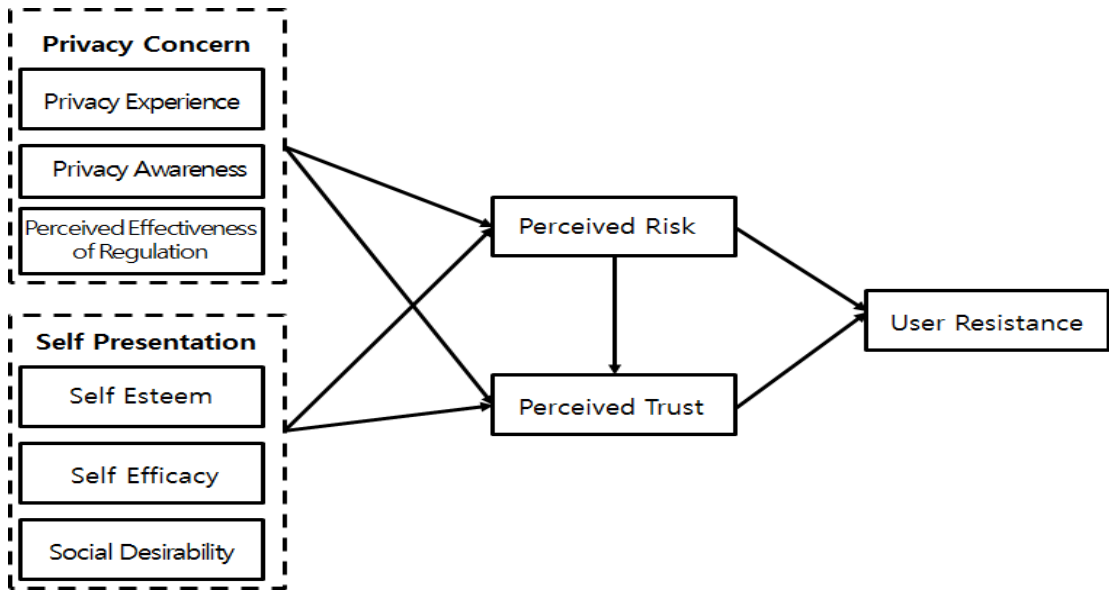 Privacy Concern
Privacy Experience
Privacy Awareness
Perceived Effectiveness
of Regulation
Self Presentation
Self Esteem
Self Efficacy
Social Desirability
Perceived Risk
Perceived Trust
User Resistance